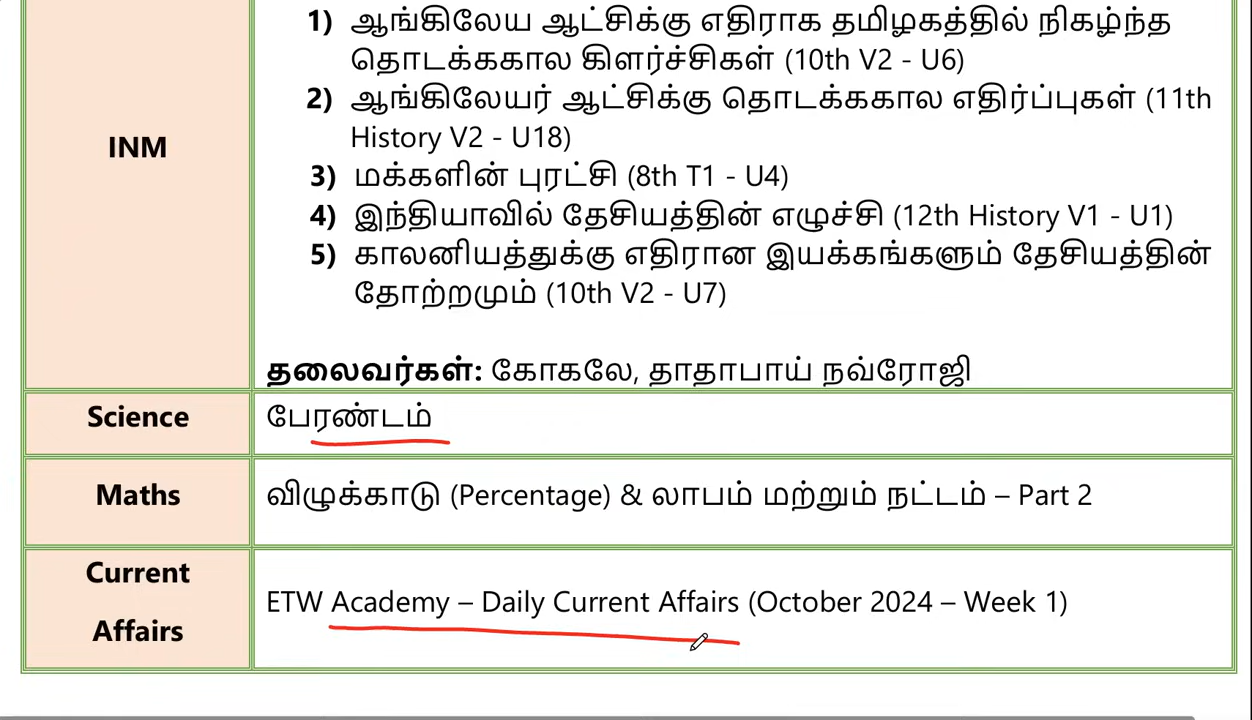 1) ஆங்கிலேய ஆட்சிக்கு எதிராக தமிழகத்தில் நிகழ்ந்த
தொடக்ககால கிளர்ச்சிகள் (10th V2 - U6)
2) ஆங்கிலேயர் ஆட்சிக்கு தொடக்ககால எதிர்ப்புகள் (11th
History V2 - U18)
INM
3) மக்களின் புரட்சி (8th T1 - U4)
4) இந்தியாவில் தேசியத்தின் எழுச்சி (12th History V1 - U1)
5) காலனியத்துக்கு எதிரான இயக்கங்களும் தேசியத்தின்
தோற்றமும் (10th V2 - U7)
தலைவர்கள்: கோகலே, தாதாபாய் நவ்ரோஜி
Science
பேரண்டம்
Maths
விழுக்காடு (Percentage) & லாபம் மற்றும் நட்டம் – Part 2
Current
Affairs
ETW Academy – Daily Current Affairs (October 2024 – Week 1)